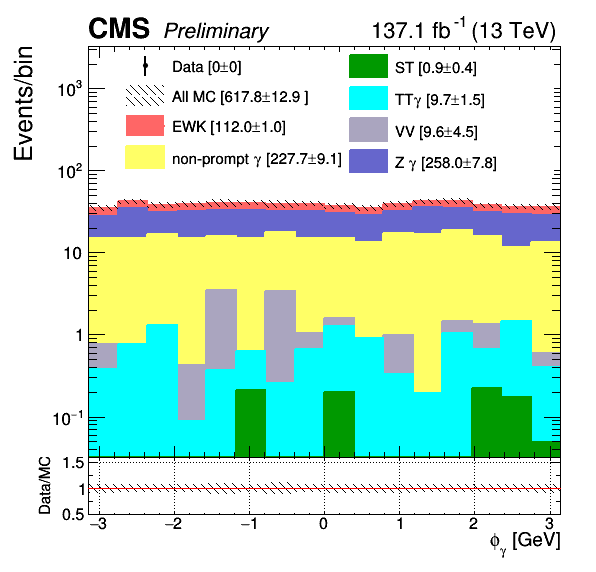 CMS Preliminary 137.1 fb⁻¹ (13 TeV)
Events/bin
Data [0±0]
All MC [617.8±12.9 ]
EWK [112.0±1.0]
non-prompt γ [227.7±9.1]
ST [0.9±0.4]
TTγ [9.7±1.5]
VV [9.6±4.5]
Z γ [258.0±7.8]
10³
10²
10
1
10⁻¹
Data/MC
1.5
1
0.5
−3 −2 −1 0 1 2 3
ϕγ [GeV]